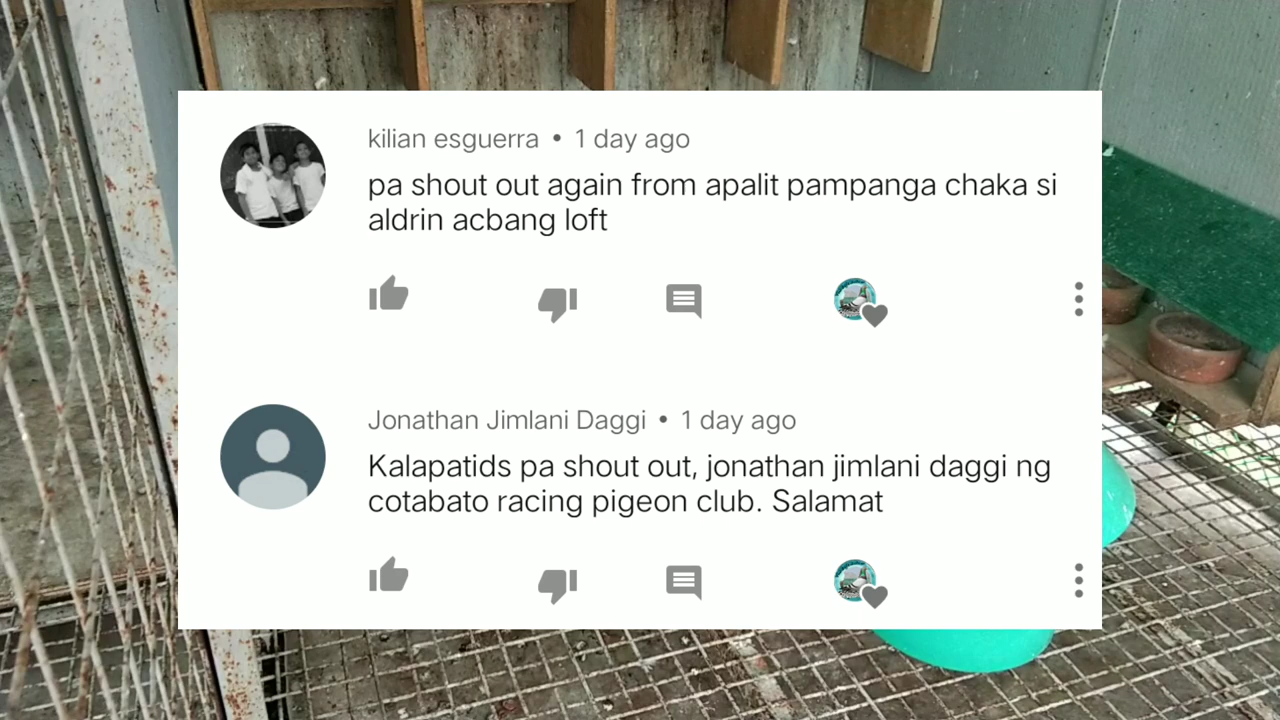 kilian esguerra • 1 day ago
pa shout out again from apalit pampanga chaka si
aldrin acbang loft
Jonathan Jimlani Daggi • 1 day ago
Kalapatids pa shout out, jonathan jimlani daggi ng
cotabato racing pigeon club. Salamat